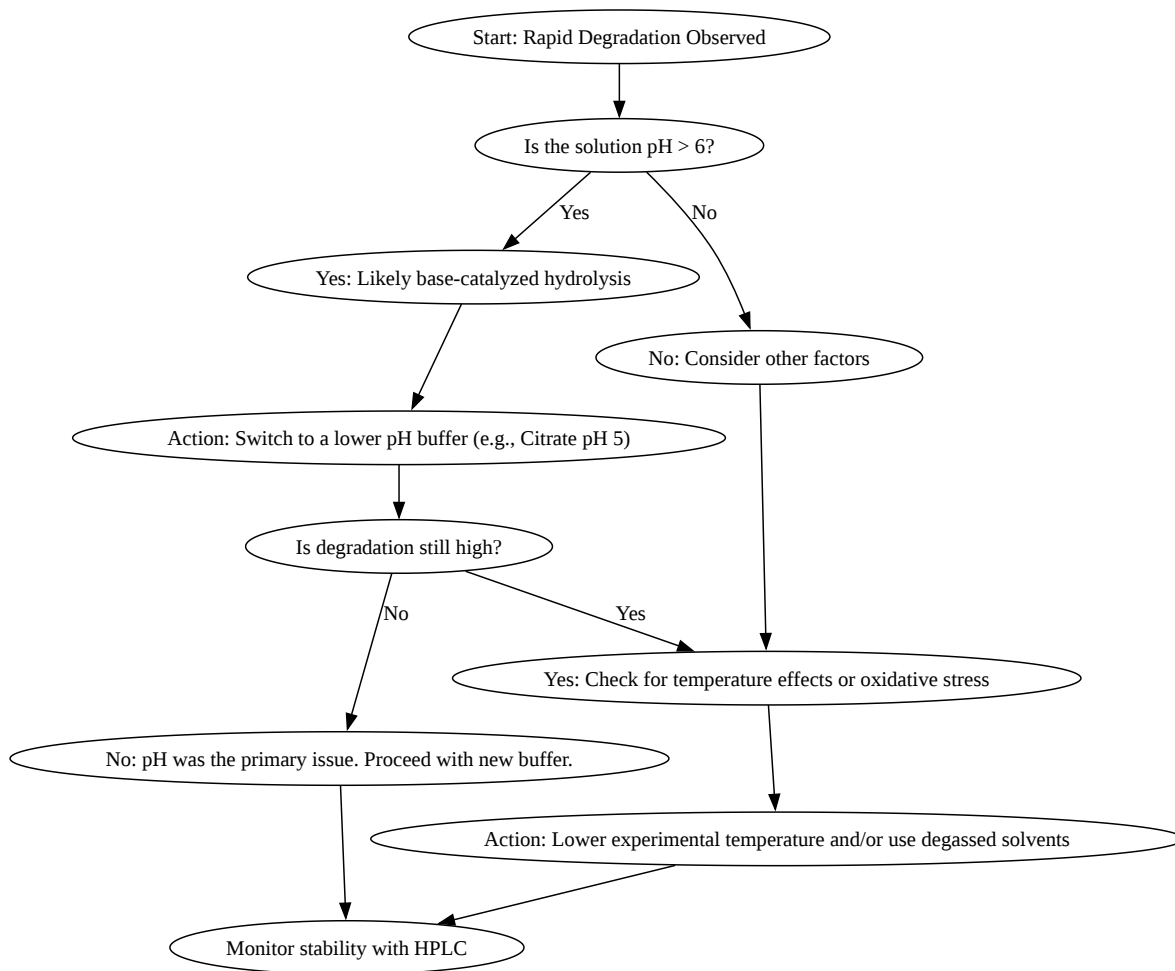 Start: Rapid Degradation Observed
Is the solution pH > 6?
Yes
No
Yes: Likely base-catalyzed hydrolysis
No: Consider other factors
Action: Switch to a lower pH buffer (e.g., Citrate pH 5)
Is degradation still high?
No
Yes
Yes: Check for temperature effects or oxidative stress
No: pH was the primary issue. Proceed with new buffer.
Action: Lower experimental temperature and/or use degassed solvents
Monitor stability with HPLC